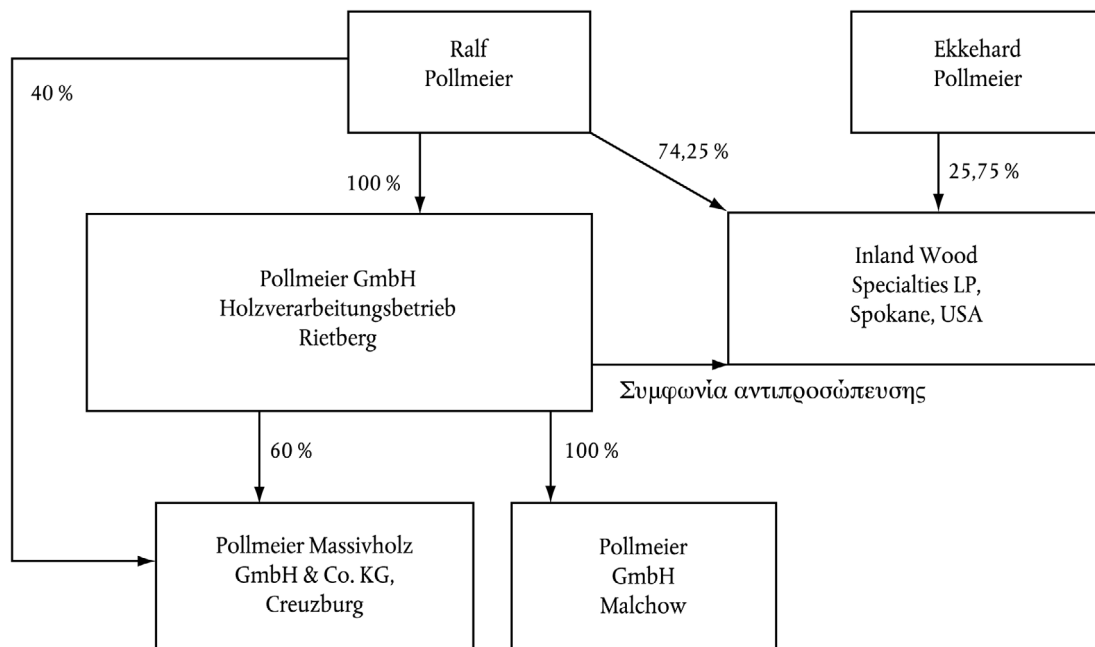 Ralf
Pollmeier
Ekkehard
Pollmeier
40 %
74,25 %
100 %
25,75 %
Pollmeier GmbH
Holzverarbeitungsbetrieb
Rietberg
Inland Wood
Specialties LP,
Spokane, USA
Συμφωνία αντιπροσώπευσης
60 %
100 %
Pollmeier Massivholz
GmbH & Co. KG,
Creuzburg
Pollmeier
GmbH
Malchow